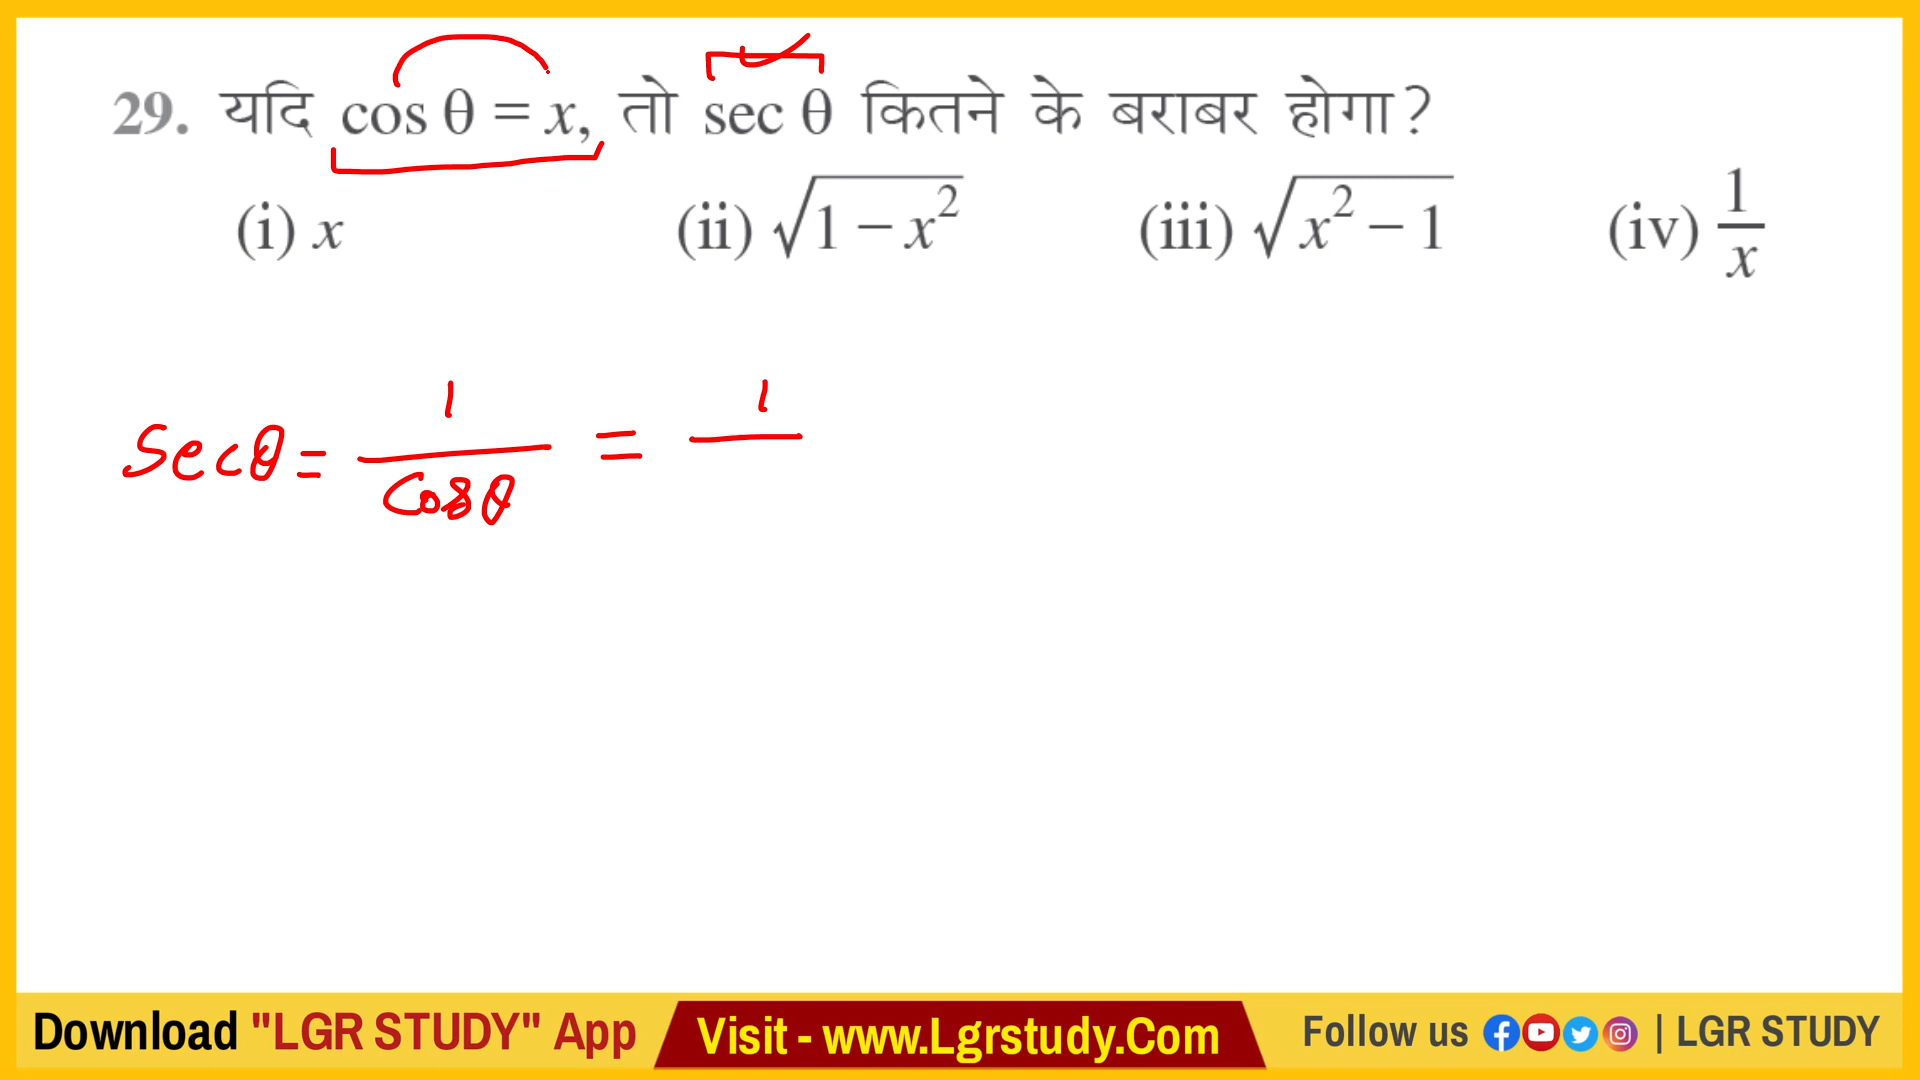 29. यदि cos θ = x, तो sec θ कितने के बराबर होगा?
(i) x (ii) √(1 − x²) (iii) √(x² − 1) (iv) 1/x
Secθ = 1/Cosθ = 1/
Download "LGR STUDY" App Visit - www.Lgrstudy.Com Follow us | LGR STUDY